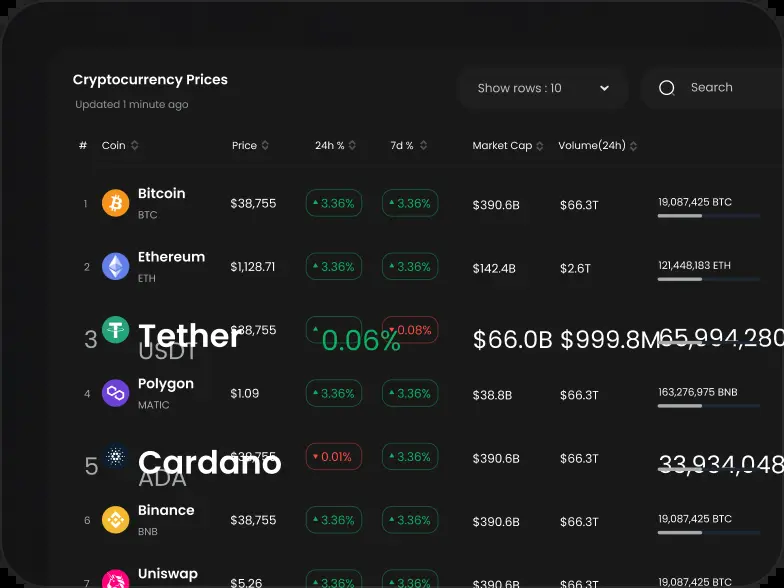 Cryptocurrency Prices
Updated 1 minute ago
Show rows : 10
Search
# Coin Price 24h % 7d % Market Cap Volume(24h)
1 Bitcoin BTC $38,755 3.36% 3.36% $390.6B $66.3T 19,087,425 BTC
2 Ethereum ETH $1,128.71 3.36% 3.36% $142.4B $2.6T 121,448,183 ETH
3 Tether USDT $38,755 0.06% 0.08% $66.0B $999.8M 65,994,280
4 Polygon MATIC $1.09 3.36% 3.36% $38.8B $66.3T 163,276,975 BNB
5 Cardano ADA $38,755 0.01% 3.36% $390.6B $66.3T 33,934,048
6 Binance BNB $38,755 3.36% 3.36% $390.6B $66.3T 19,087,425 BTC
7 Uniswap $5.26 3.36% 3.36% $390.6B $66.3T 19,087,425 BTC